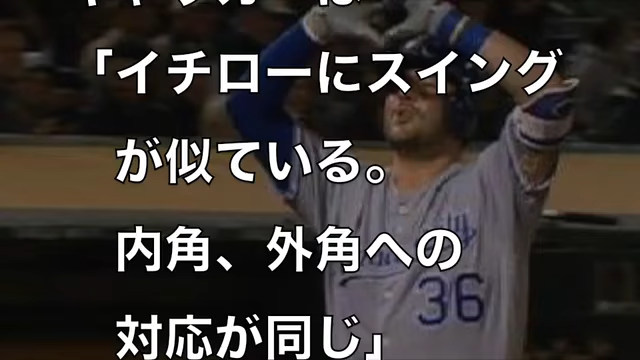 「イチローにスイング
が似ている。
内角、外角への
対応が同じ」
36